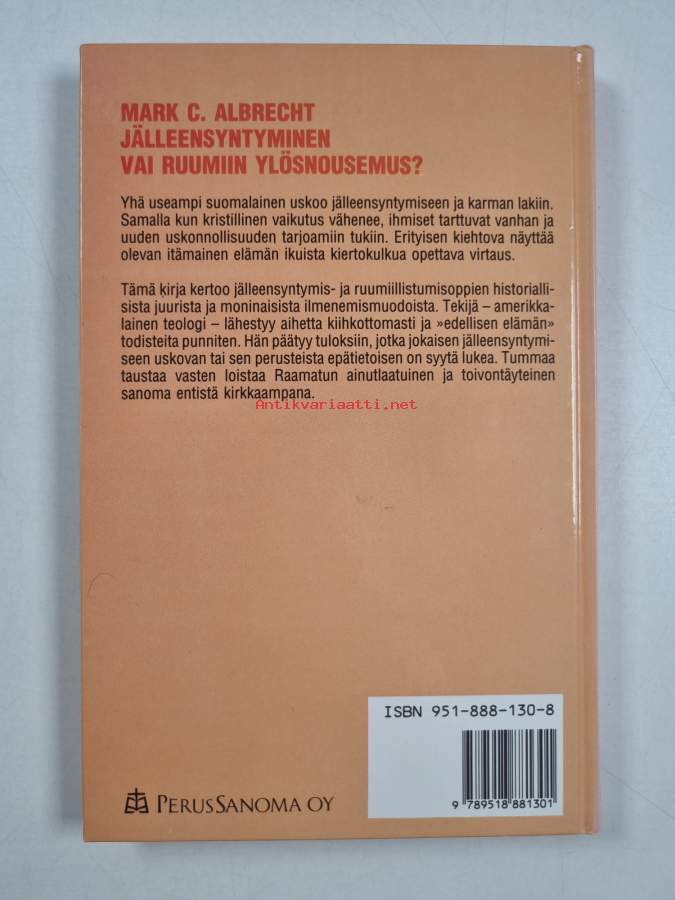 MARK C. ALBRECHT
JÄLLEENSYNTYMINEN
VAI RUUMIIN YLÖSNOUSEMUS?
Yhä useampi suomalainen uskoo jälleensyntymiseen ja karman lakiin.
Samalla kun kristillinen vaikutus vähenee, ihmiset tarttuvat vanhan ja
uuden uskonnollisuuden tarjoamiin tukiin. Erityisen kiehtova näyttää
olevan itämainen elämän ikuista kiertokulkua opettava virtaus.
Tämä kirja kertoo jälleensyntymis- ja ruumiillistumisoppien historialli-
sista juurista ja moninaisista ilmenemismuodoista. Tekijä – amerikka-
lainen teologi – lähestyy aihetta kiihkottomasti ja »edellisen elämän»
todisteita punniten. Hän päätyy tuloksiin, jotka jokaisen jälleensyntymi-
seen uskovan tai sen perusteista epätietoisen on syytä lukea. Tummaa
taustaa vasten loistaa Raamatun ainutlaatuinen ja toivontäyteinen
sanoma entistä kirkkaampana.
Antikvariaatti.net
ISBN 951-888-130-8
9 789518 881301
PERUSSANOMA OY